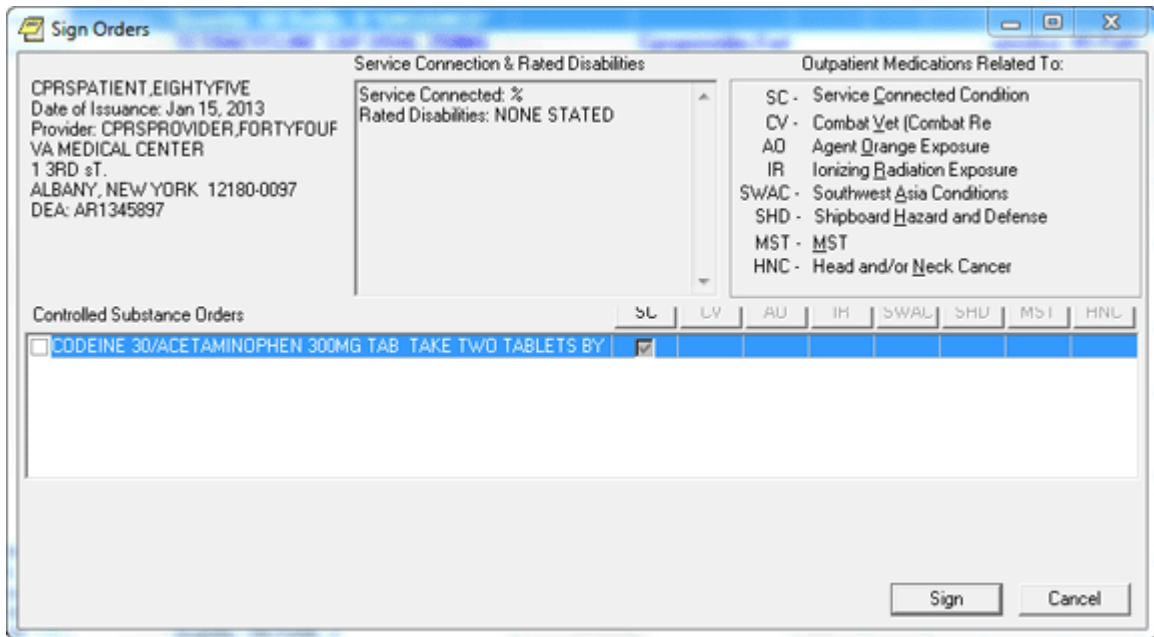 Sign Orders
CPRSPATIENT,EIGHTYFIVE
Date of Issuance: Jan 15, 2013
Provider: CPRSPROVIDER,FORTYFOUF
VA MEDICAL CENTER
1 3RD sT.
ALBANY, NEW YORK 12180-0097
DEA: AR1345897
Service Connection & Rated Disabilities
Service Connected: %
Rated Disabilities: NONE STATED
Outpatient Medications Related To:
SC - Service Connected Condition
CV - Combat Vet (Combat Re
AO Agent Orange Exposure
IR Ionizing Radiation Exposure
SWAC - Southwest Asia Conditions
SHD - Shipboard Hazard and Defense
MST - MST
HNC - Head and/or Neck Cancer
Controlled Substance Orders SC CV AO IR SWAC SHD MST HNC
CODEINE 30/ACETAMINOPHEN 300MG TAB TAKE TWO TABLETS BY
Sign Cancel